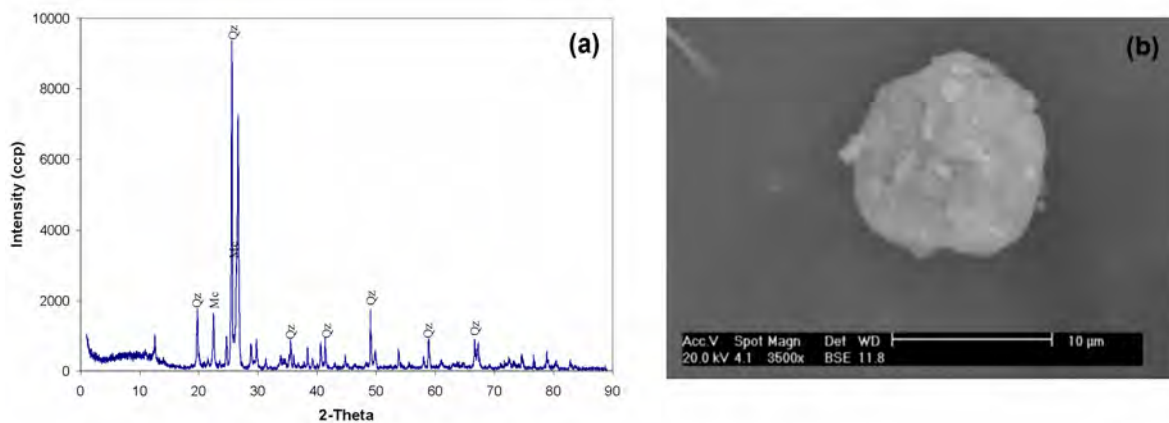 (a)
Intensity (ccp)
10000
8000
6000
4000
2000
0
Qz
Mc
Qz
Mc
Qz
Qz
Qz
Qz
Qz
0 10 20 30 40 50 60 70 80 90
2-Theta
(b)
Acc.V Spot Magn Det WD 10 µm
20.0 kV 4.1 3500x BSE 11.8